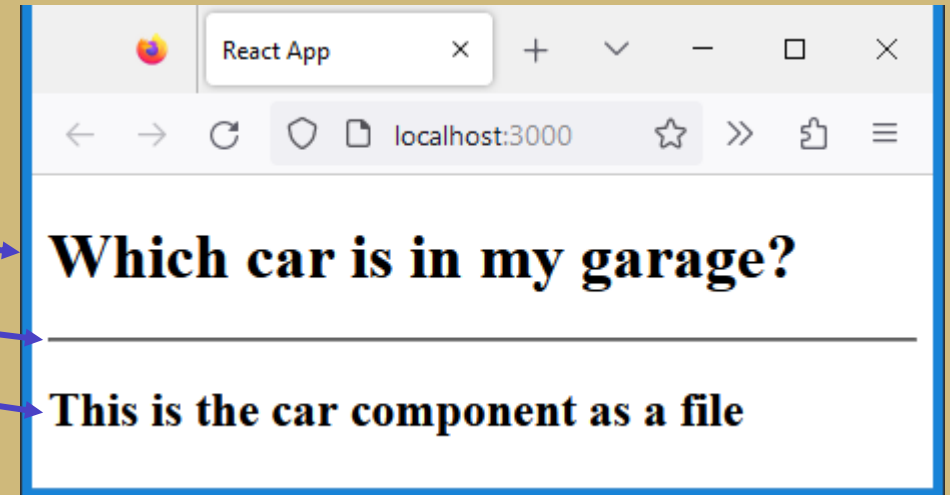 React App
localhost:3000
Which car is in my garage?
This is the car component as a file